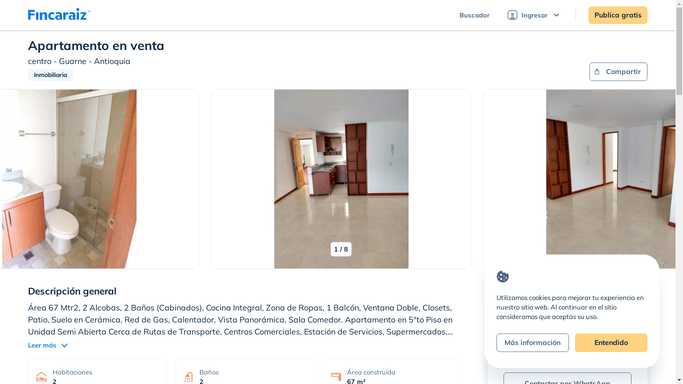 Fincaraiz
Buscador
Ingresar
Publica gratis
Apartamento en venta
centro - Guarne - Antioquia
Inmobiliaria
Compartir
1 / 8
Descripción general
Área 67 Mtr2, 2 Alcobas, 2 Baños (Cabinados), Cocina Integral, Zona de Ropas, 1 Balcón, Ventana Doble, Closets,
Patio, Suelo en Cerámica, Red de Gas, Calentador, Vista Panorámica, Sala Comedor. Apartamento en 5°to Piso en
Unidad Semi Abierta Cerca de Rutas de Transporte, Centros Comerciales, Estación de Servicios, Supermercados,...
Leer más
Habitaciones
2
Baños
2
Área construida
67 m²
Utilizamos cookies para mejorar tu experiencia en
nuestro sitio web. Al continuar en el sitio
consideramos que aceptás su uso.
Más información
Entendido
Contactar por WhatsApp